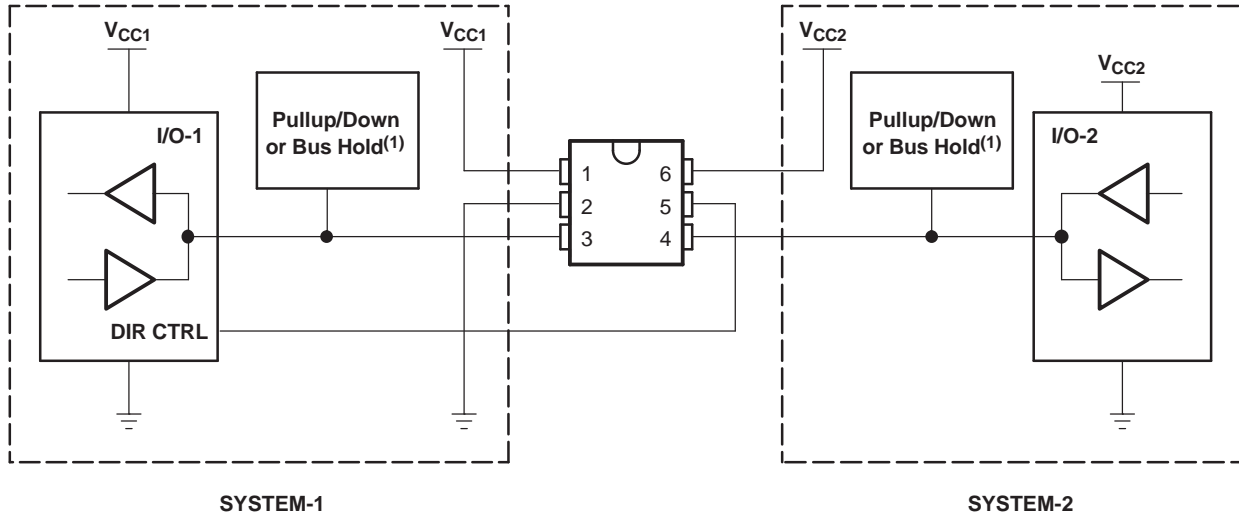 VCC1
VCC1
VCC2
VCC2
I/O-1
Pullup/Down
or Bus Hold(1)
Pullup/Down
or Bus Hold(1)
I/O-2
1
6
2
5
3
4
DIR CTRL
SYSTEM-1
SYSTEM-2